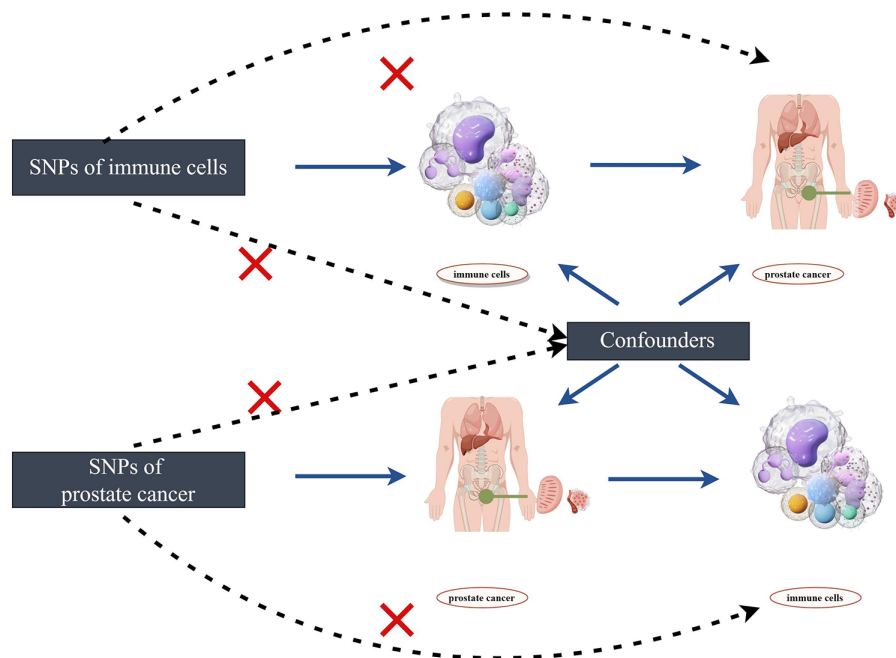 SNPs of immune cells
immune cells
prostate cancer
Confounders
SNPs of
prostate cancer
prostate cancer
immune cells